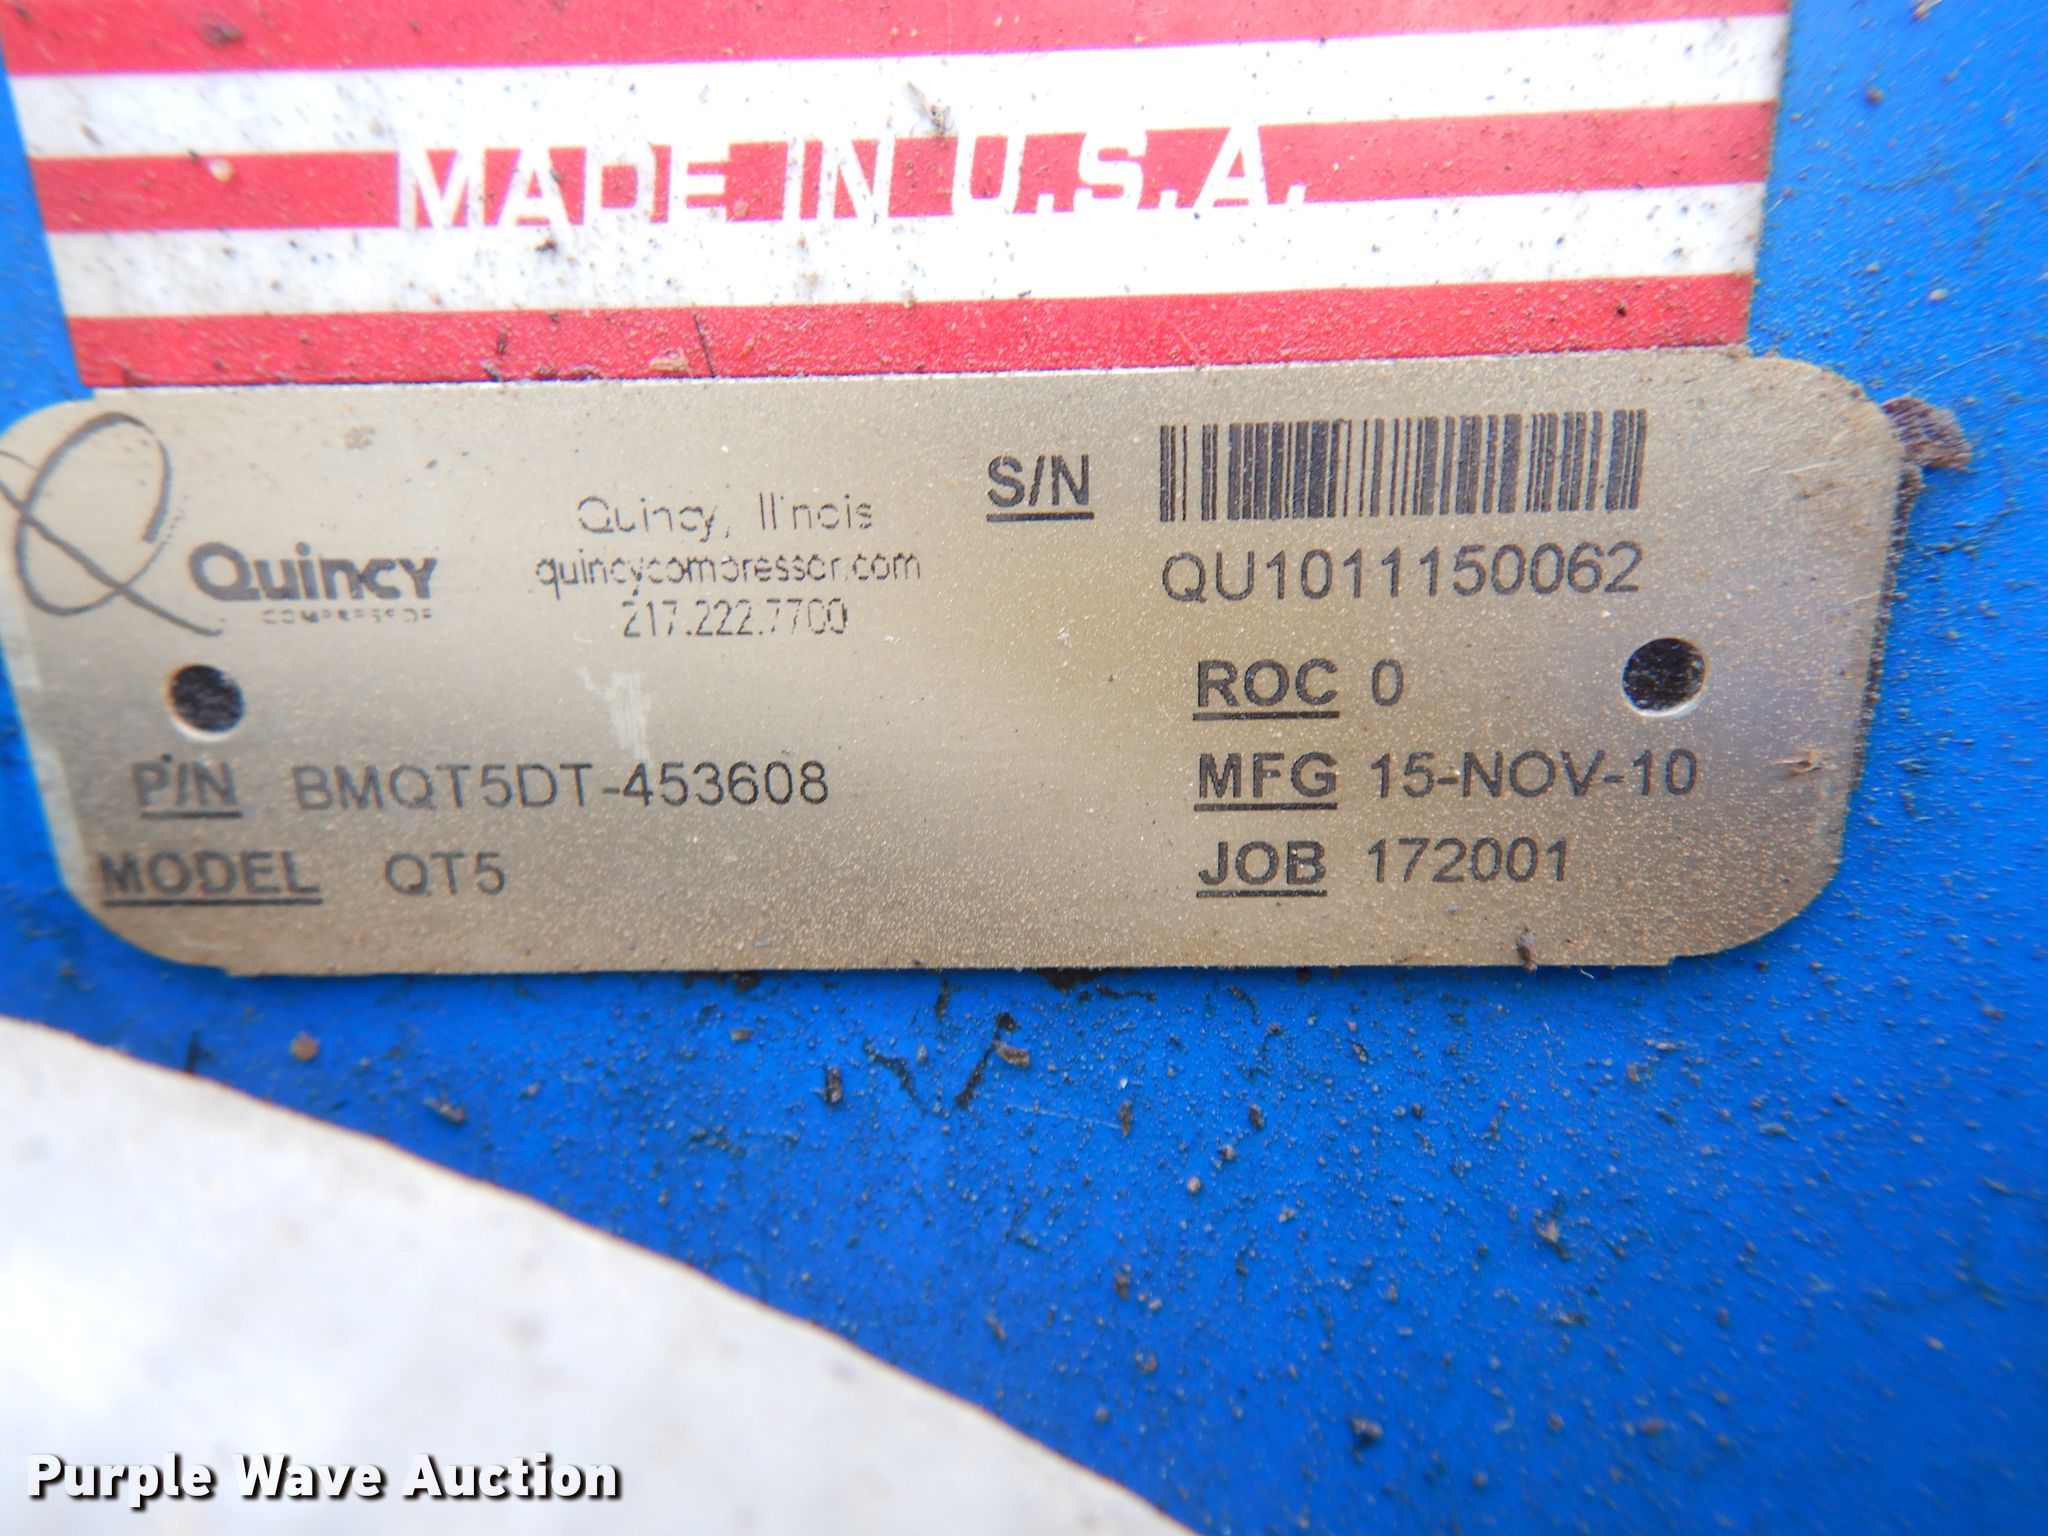 MADE IN U.S.A.
Quincy
COMPRESSOR
Quincy, Illinois
quincycompressor.com
217.222.7700
S/N
QU1011150062
ROC 0
P/N BMQT5DT-453608
MFG 15-NOV-10
MODEL QT5
JOB 172001
Purple Wave Auction